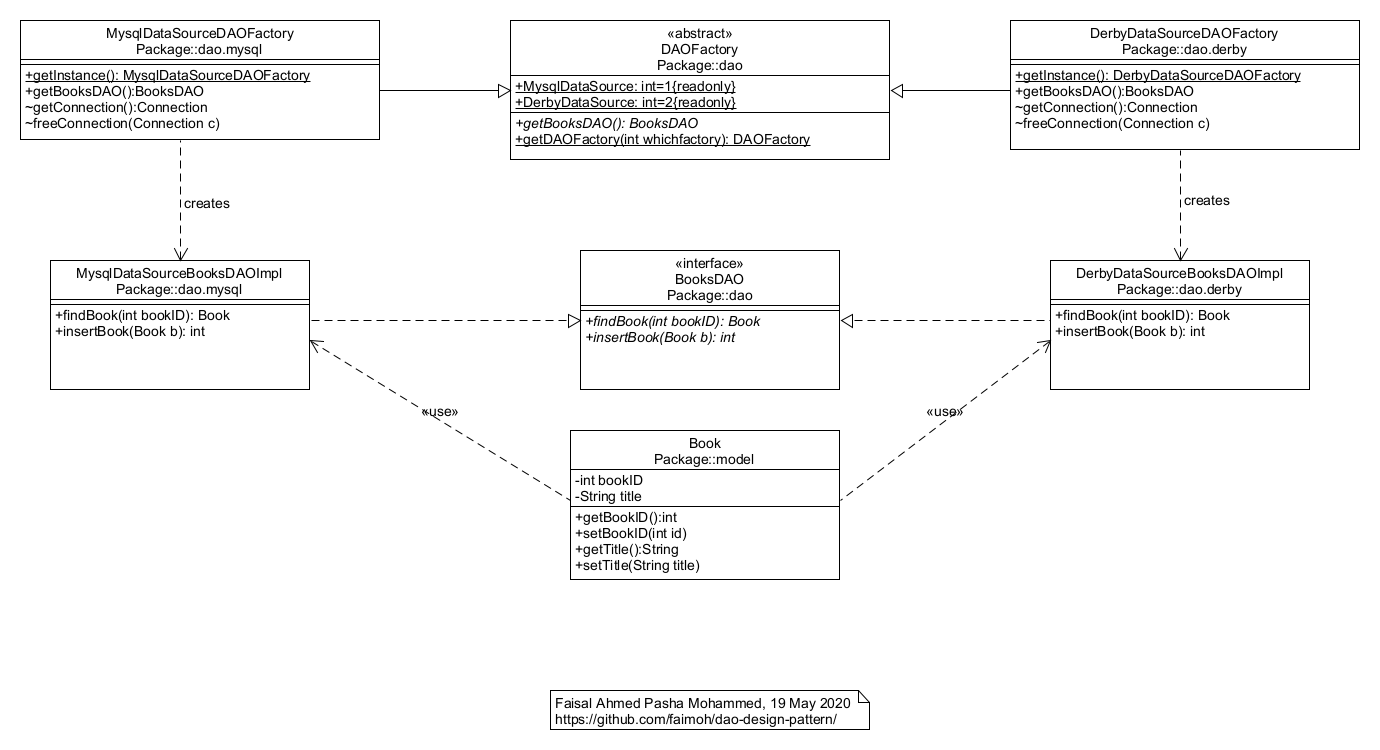 MysqlDataSourceDAOFactory
Package::dao.mysql
+getInstance(): MysqlDataSourceDAOFactory
+getBooksDAO():BooksDAO
~getConnection():Connection
~freeConnection(Connection c)
«abstract»
DAOFactory
Package::dao
+MysqlDataSource: int=1{readonly}
+DerbyDataSource: int=2{readonly}
+getBooksDAO(): BooksDAO
+getDAOFactory(int whichfactory): DAOFactory
DerbyDataSourceDAOFactory
Package::dao.derby
+getInstance(): DerbyDataSourceDAOFactory
+getBooksDAO():BooksDAO
~getConnection():Connection
~freeConnection(Connection c)
creates
creates
MysqlDataSourceBooksDAOImpl
Package::dao.mysql
+findBook(int bookID): Book
+insertBook(Book b): int
«interface»
BooksDAO
Package::dao
+findBook(int bookID): Book
+insertBook(Book b): int
DerbyDataSourceBooksDAOImpl
Package::dao.derby
+findBook(int bookID): Book
+insertBook(Book b): int
«use»
«use»
Book
Package::model
-int bookID
-String title
+getBookID():int
+setBookID(int id)
+getTitle():String
+setTitle(String title)
Faisal Ahmed Pasha Mohammed, 19 May 2020
https://github.com/faimoh/dao-design-pattern/